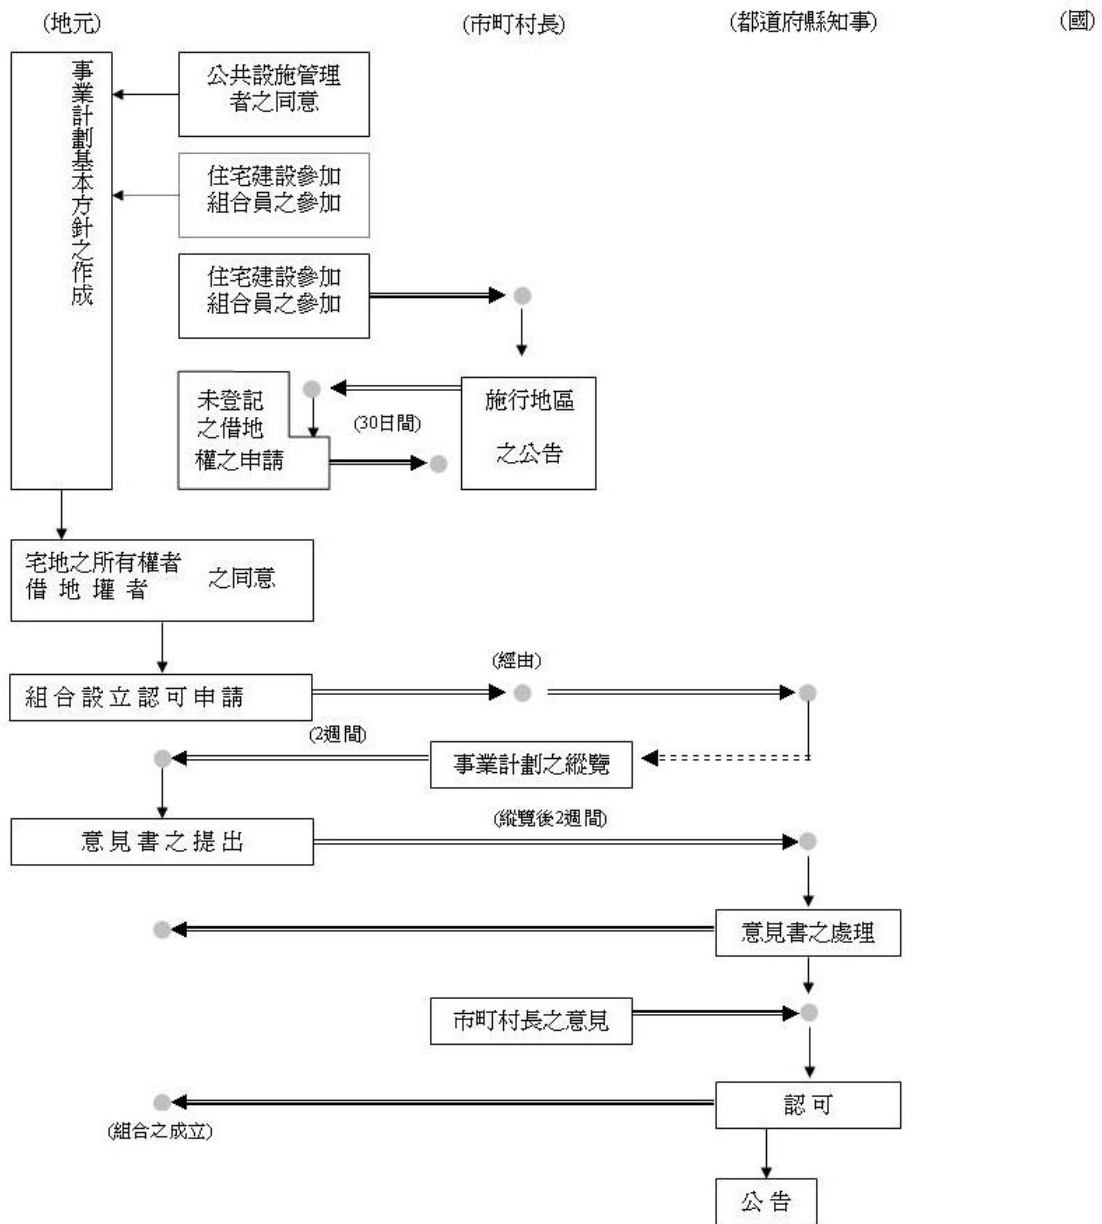 (地元)
(市町村長)
(都道府縣知事)
(國)
事業計劃基本方針之作成
公共設施管理
者之同意
住宅建設參加
組合員之參加
住宅建設參加
組合員之參加
未登記
之借地
權之申請
(30日間)
施行地區
之公告
宅地之所有權者
借地壟者
之同意
(經由)
組合設立認可申請
(2週間)
事業計劃之縱覽
(縱覽後2週間)
意見書之提出
意見書之處理
市町村長之意見
認可
(組合之成立)
公告